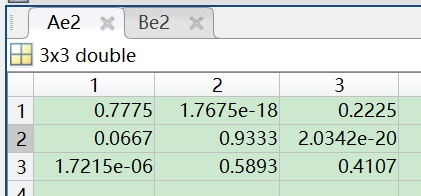 Ae2 Be2
3x3 double
1 2 3
1 0.7775 1.7675e-18 0.2225
2 0.0667 0.9333 2.0342e-20
3 1.7215e-06 0.5893 0.4107